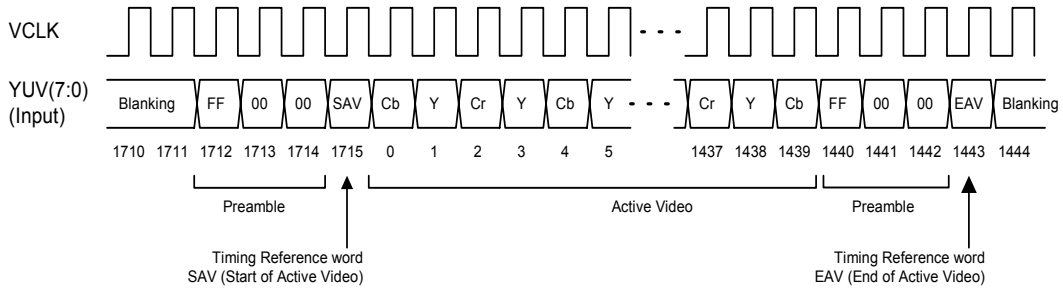 VCLK
YUV(7:0)
(Input)
Blanking FF 00 00 SAV Cb Y Cr Y Cb Y Cr Y Cb FF 00 00 EAV Blanking
1710 1711 1712 1713 1714 1715 0 1 2 3 4 5 1437 1438 1439 1440 1441 1442 1443 1444
Preamble Active Video Preamble
Timing Reference word
SAV (Start of Active Video)
Timing Reference word
EAV (End of Active Video)